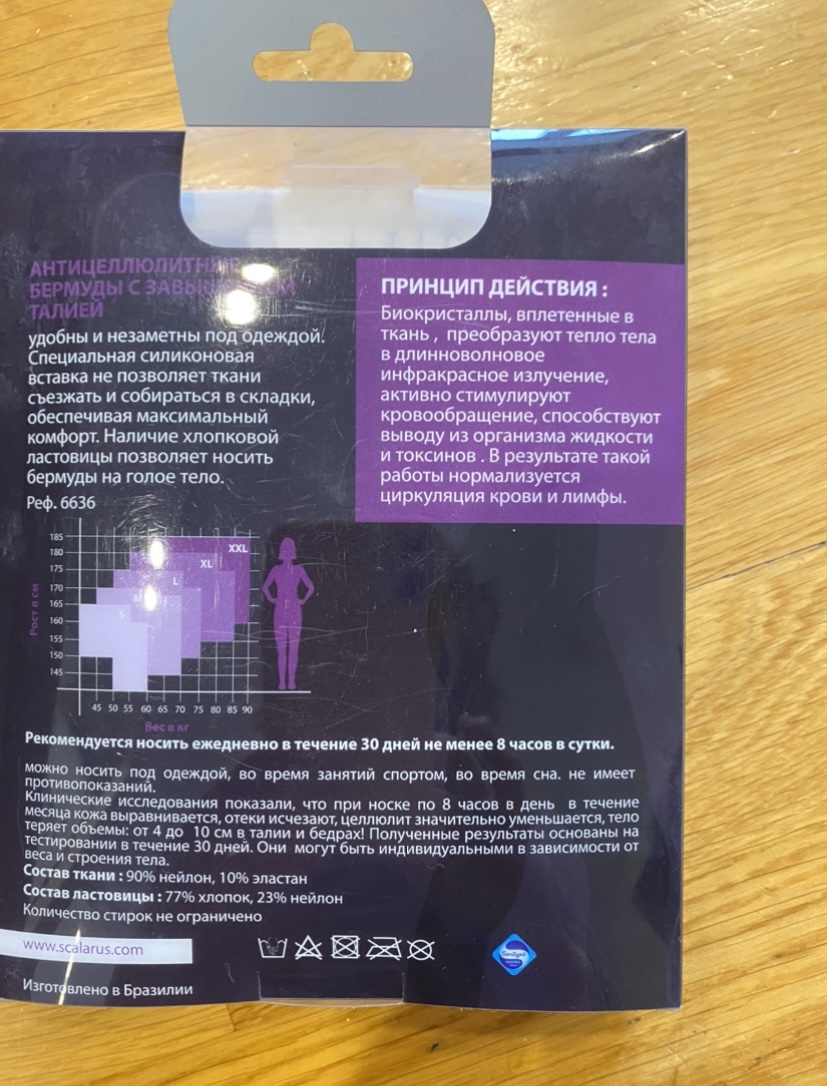 АНТИЦЕЛЛЮЛИТНЫЕ
БЕРМУДЫ С
ТАЛИЕЙ
удобны и незаметны под одеждой.
Специальная силиконовая
вставка не позволяет ткани
съезжать и собираться в складки,
обеспечивая максимальный
комфорт. Наличие хлопковой
ластовицы позволяет носить
бермуды на голое тело.
Реф. 6636
ПРИНЦИП ДЕЙСТВИЯ :
Биокристаллы, вплетенные в
ткань , преобразуют тепло тела
в длинноволновое
инфракрасное излучение,
активно стимулируют
кровообращение, способствуют
выводу из организма жидкости
и токсинов . В результате такой
работы нормализуется
циркуляция крови и лимфы.
Рост в см
185
180
175
170
165
160
155
150
145
XXL
XL
L
M
S
45 50 55 60 65 70 75 80 85 90
Вес в кг
Рекомендуется носить ежедневно в течение 30 дней не менее 8 часов в сутки.
можно носить под одеждой, во время занятий спортом, во время сна. не имеет
противопоказаний.
Клинические исследования показали, что при носке по 8 часов в день в течение
месяца кожа выравнивается, отеки исчезают, целлюлит значительно уменьшается, тело
теряет объемы: от 4 до 10 см в талии и бедрах! Полученные результаты основаны на
тестировании в течение 30 дней. Они могут быть индивидуальными в зависимости от
веса и строения тела.
Состав ткани : 90% нейлон, 10% эластан
Состав ластовицы : 77% хлопок, 23% нейлон
Количество стирок не ограничено
www.scalarus.com
Изготовлено в Бразилии